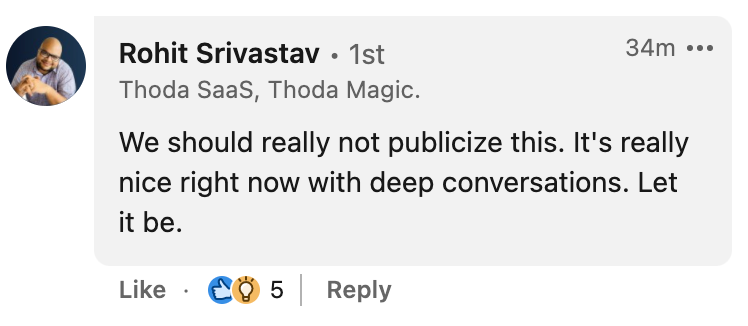 Rohit Srivastav · 1st
34m
Thoda SaaS, Thoda Magic.
We should really not publicize this. It's really
nice right now with deep conversations. Let
it be.
Like · 5 | Reply